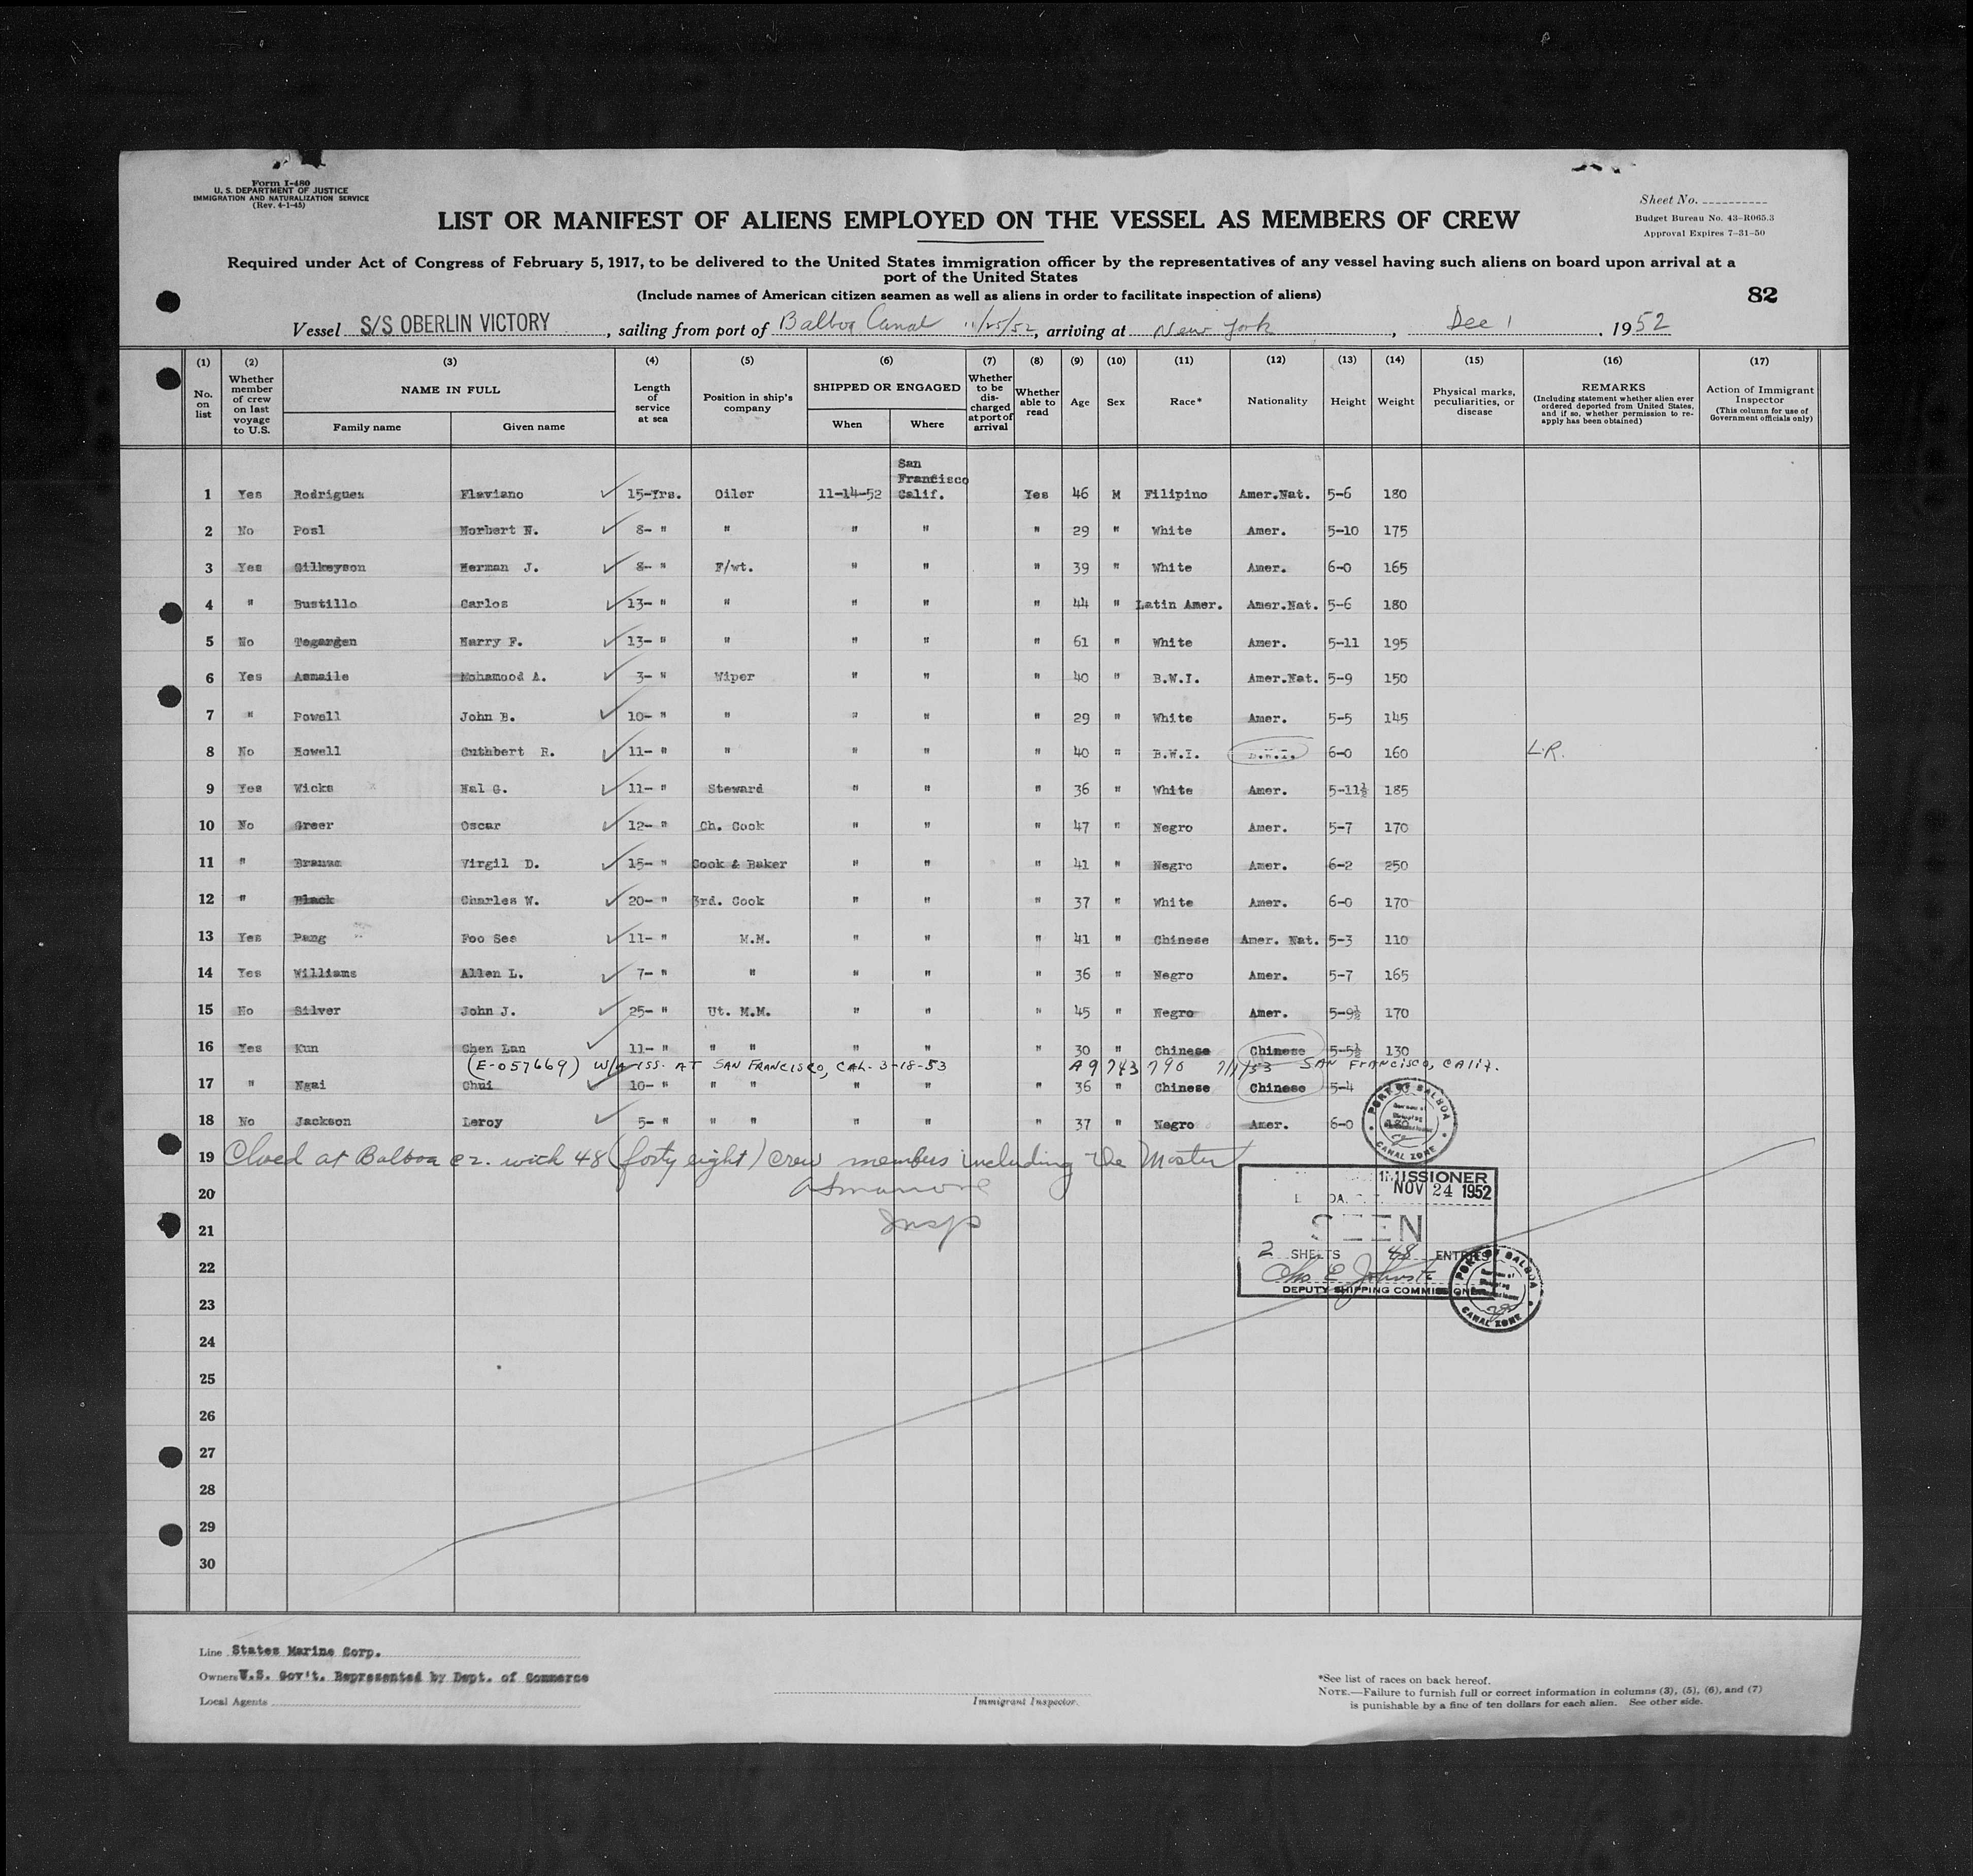 Form I-480
U. S. DEPARTMENT OF JUSTICE
IMMIGRATION AND NATURALIZATION SERVICE
(Rev. 4-1-45)
Sheet No.
Budget Bureau No. 43-R065.3
Approval Expires 7-31-50
LIST OR MANIFEST OF ALIENS EMPLOYED ON THE VESSEL AS MEMBERS OF CREW
Required under Act of Congress of February 5, 1917, to be delivered to the United States immigration officer by the representatives of any vessel having such aliens on board upon arrival at a
port of the United States
(Include names of American citizen seamen as well as aliens in order to facilitate inspection of aliens)
82
Vessel S/S OBERLIN VICTORY, sailing from port of Balboa Canal 11/25/52, arriving at New York, Dec 1, 1952
(1) (2) (3) (4) (5) (6) (7) (8) (9) (10) (11) (12) (13) (14) (15) (16) (17)
No. on list
Whether member of crew on last voyage to U.S.
NAME IN FULL
Family name
Given name
Length of service at sea
Position in ship's company
SHIPPED OR ENGAGED
When
Where
Whether to be discharged at port of arrival
Whether able to read
Age
Sex
Race*
Nationality
Height
Weight
Physical marks, peculiarities, or disease
REMARKS
(Including statement whether alien ever ordered deported from United States, and if so, whether permission to reapply has been obtained)
Action of Immigrant Inspector
(This column for use of Government officials only)
San
Francisco
1 Yes Rodriguez Flaviano 15-Yrs. Oiler 11-14-52 Calif. Yes 46 M Filipino Amer.Nat. 5-6 180
2 No Posl Norbert N. 8- " " " " " 29 " White Amer. 5-10 175
3 Yes Gilkeyson Herman J. 8- " F/wt. " " " 39 " White Amer. 6-0 165
4 " Bustillo Carlos 13- " " " " " 44 " Latin Amer. Amer.Nat. 5-6 180
5 No Tegarden Harry F. 13- " " " " " 61 " White Amer. 5-11 195
6 Yes Asmaile Mohamood A. 3- " Wiper " " " 40 " B.W.I. Amer.Nat. 5-9 150
7 " Powell John B. 10- " " " " " 29 " White Amer. 5-5 145
8 No Howell Cuthbert R. 11- " " " " " 40 " B.W.I. B.W.I. 6-0 160 L.R.
9 Yes Wicks Hal G. 11- " Steward " " " 36 " White Amer. 5-11½ 185
10 No Greer Oscar 12- " Ch. Cook " " " 47 " Negro Amer. 5-7 170
11 " Virgil D. 15- " Cook & Baker " " " 41 " Negro Amer. 6-2 250
12 " Black Charles W. 20- " 3rd. Cook " " " 37 " White Amer. 6-0 170
13 Yes Pang Foo See 11- " M.M. " " " 41 " Chinese Amer. Nat. 5-3 110
14 Yes Williams Allen L. 7- " " " " " 36 " Negro Amer. 5-7 165
15 No Silver John J. 25- " Ut. M.M. " " " 45 " Negro Amer. 5-9½ 170
16 Yes Kun Chen Lan 11- " " " " " " 30 " Chinese Chinese 5-5½ 130
(E-057669) W/A ISS. AT SAN FRANCISCO, CAL. 3-18-53 A9 743 790 7/1/53 SAN FRANCISCO, CALIF.
17 " Ngai Chui 10- " " " " " " 36 " Chinese Chinese 5-4
18 No Jackson Leroy 5- " " " " " " 37 " Negro Amer. 6-0
PORT OF BALBOA
CANAL ZONE
19 Closed at Balboa CZ. with 48 (forty eight) crew members including the Master
20
Insp
21
22
23
24
25
26
27
28
29
30
MISSIONER
NOV 24 1952
SEEN
2 SHEETS 48 ENTRIES
DEPUTY SHIPPING COMMISSIONER
PORT OF BALBOA
CANAL ZONE
Line States Marine Corp.
Owners U.S. Gov't. Represented by Dept. of Commerce
Local Agents
Immigrant Inspector.
*See list of races on back hereof.
NOTE.—Failure to furnish full or correct information in columns (3), (5), (6), and (7)
is punishable by a fine of ten dollars for each alien. See other side.